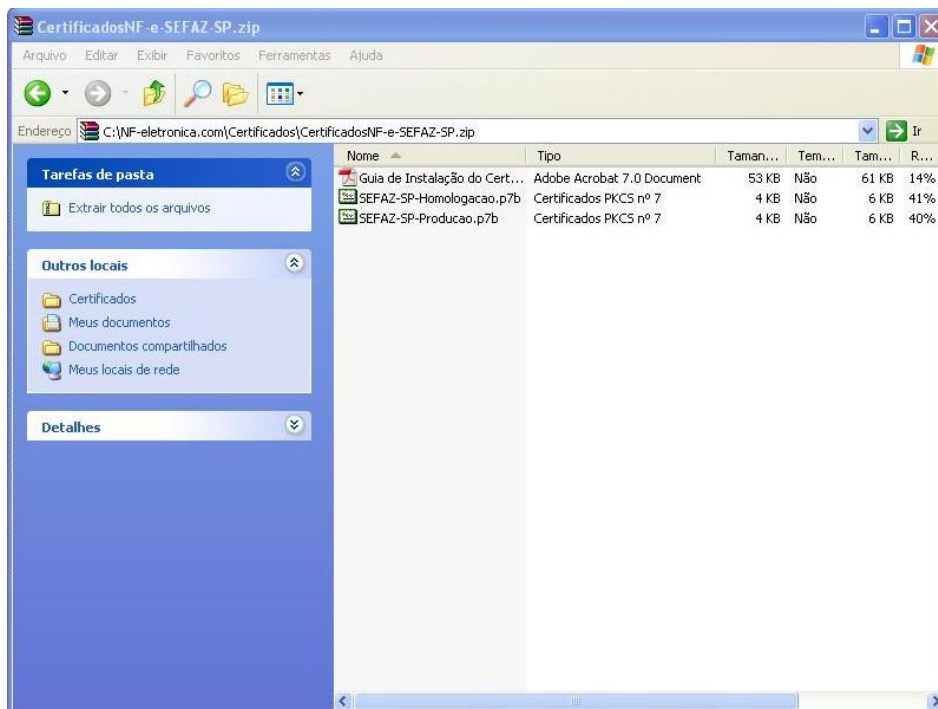 CertificadosNF-e-SEFAZ-SP.zip
Arquivo Editar Exibir Favoritos Ferramentas Ajuda
Endereço C:\NF-eletronica.com\Certificados\CertificadosNF-e-SEFAZ-SP.zip Ir
Tarefas de pasta
Extrair todos os arquivos
Outros locais
Certificados
Meus documentos
Documentos compartilhados
Meus locais de rede
Detalhes
Nome Tipo Taman... Tem... Tam... R...
Guia de Instalação do Cert... Adobe Acrobat 7.0 Document 53 KB Não 61 KB 14%
SEFAZ-SP-Homologacao.p7b Certificados PKCS nº 7 4 KB Não 6 KB 41%
SEFAZ-SP-Producao.p7b Certificados PKCS nº 7 4 KB Não 6 KB 40%